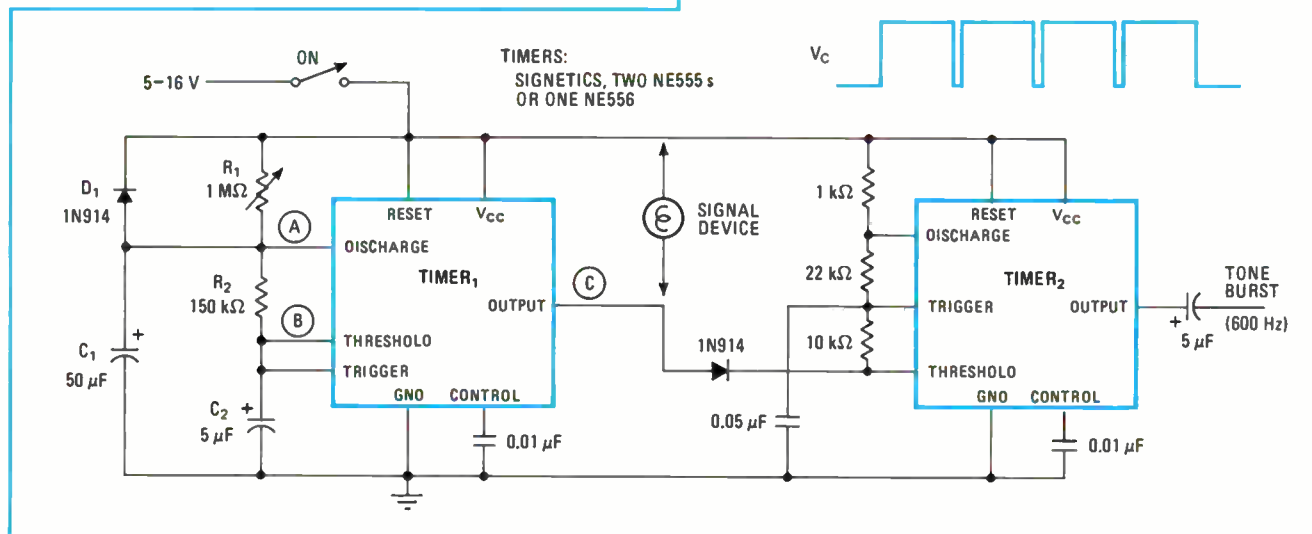 ON
5–16 V
TIMERS:
SIGNETICS, TWO NE555 s
OR ONE NE556
VC
D1
1N914
R1
1 MΩ
A
RESET
VCC
OISCHARGE
TIMER1
OUTPUT
C
R2
150 kΩ
B
THRESHOLO
TRIGGER
GNO
CONTROL
C1
50 µF
+
C2
5 µF
+
0.01 µF
SIGNAL
DEVICE
1N914
1 kΩ
22 kΩ
10 kΩ
0.05 µF
RESET
VCC
OISCHARGE
TIMER2
TRIGGER
OUTPUT
THRESHOLO
GNO
CONTROL
0.01 µF
+
5 µF
TONE
BURST
(600 Hz)